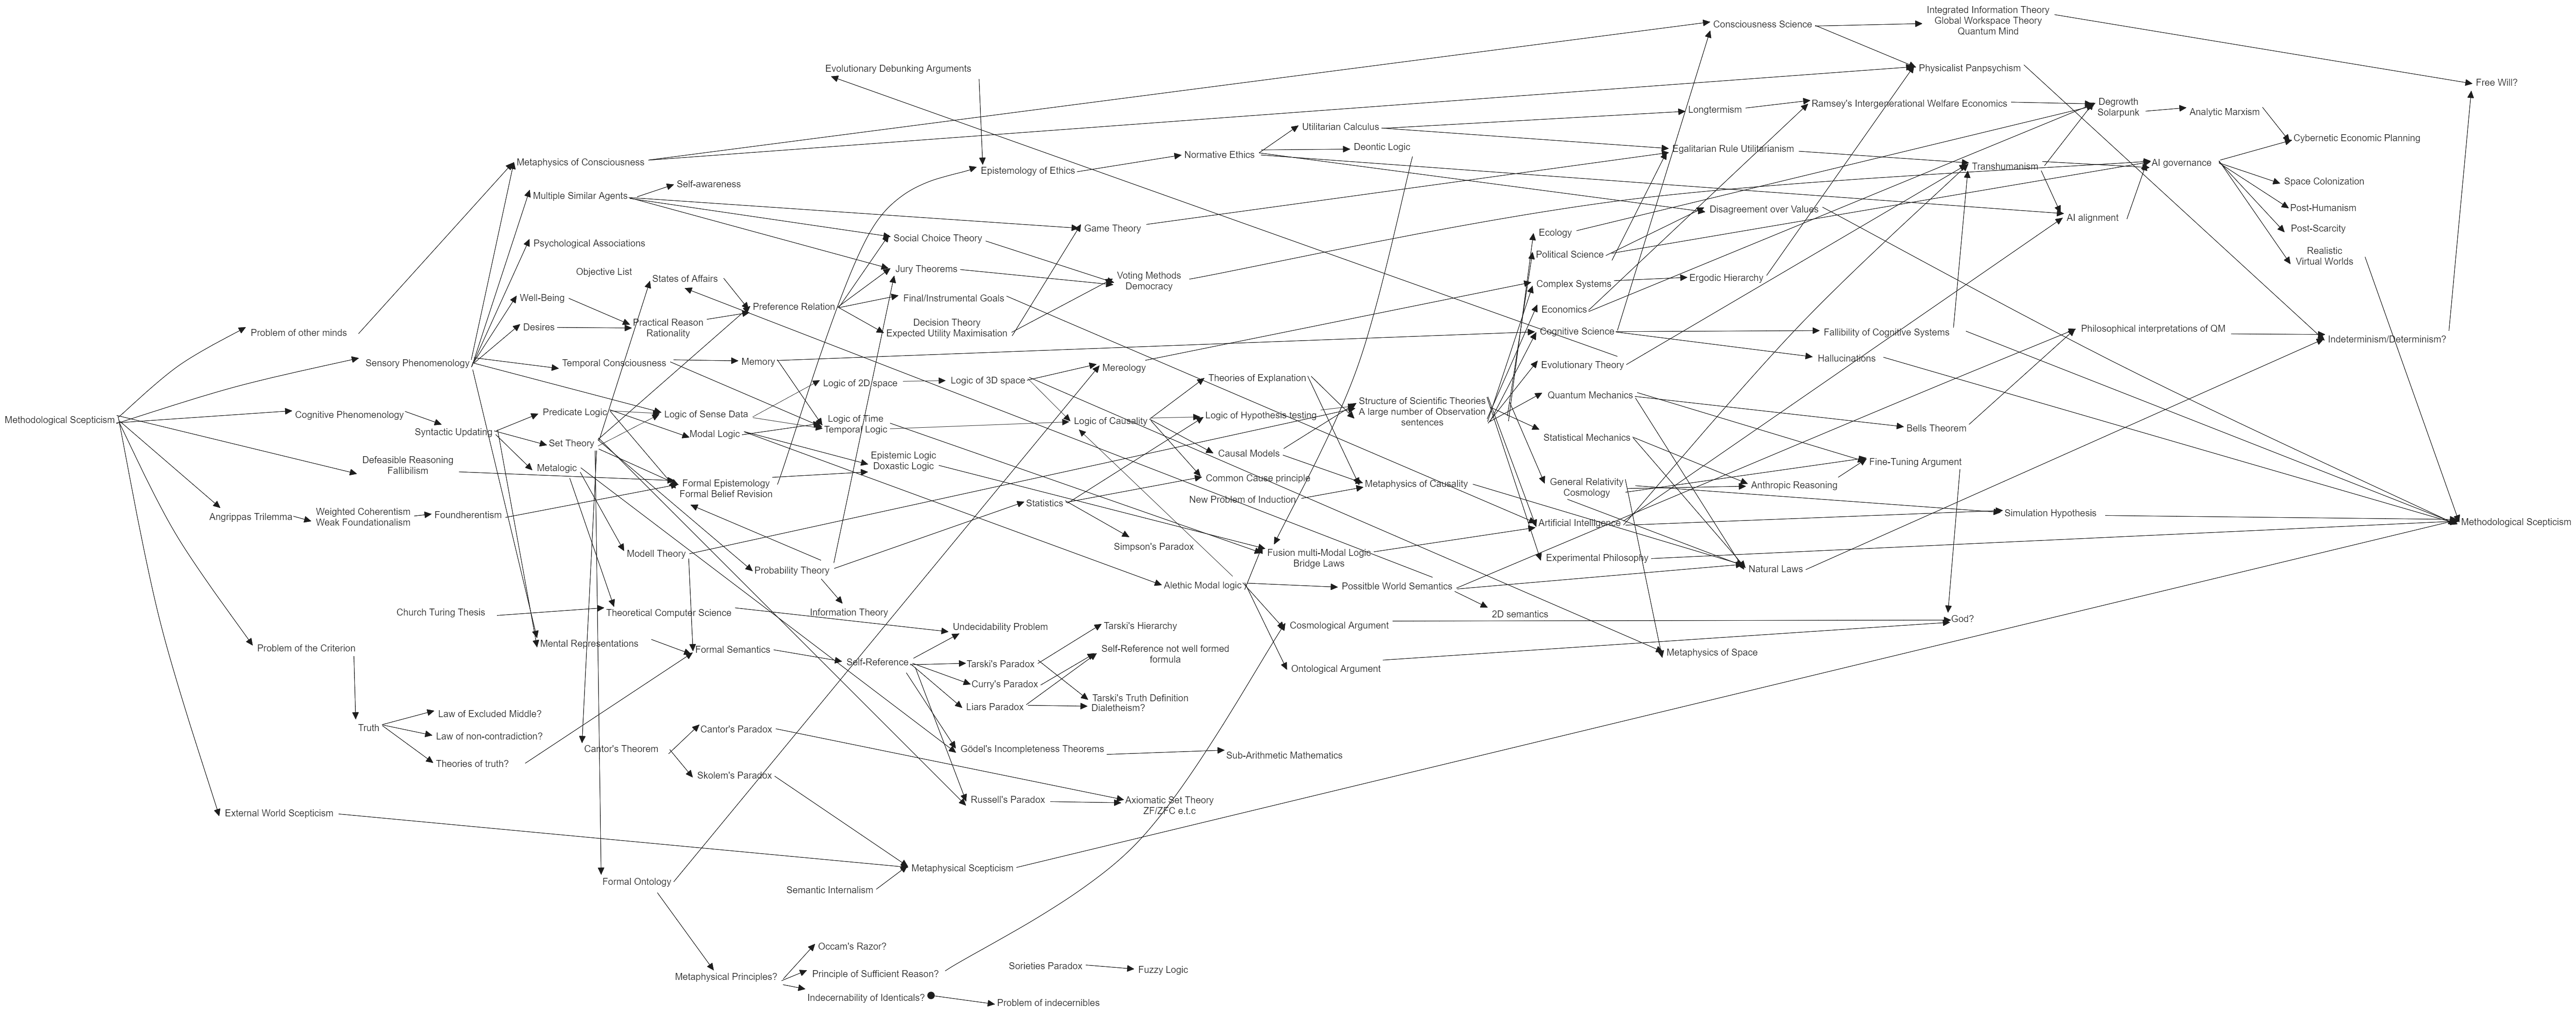 Integrated Information Theory
Global Workspace Theory
Quantum Mind
Consciousness Science
Evolutionary Debunking Arguments
Physicalist Panpsychism
Free Will?
Ramsey's Intergenerational Welfare Economics
Degrowth
Solarpunk
Longtermism
Analytic Marxism
Utilitarian Calculus
Cybernetic Economic Planning
Deontic Logic
Egalitarian Rule Utilitarianism
Normative Ethics
Metaphysics of Consciousness
AI governance
Transhumanism
Epistemology of Ethics
Self-awareness
Space Colonization
Multiple Similar Agents
Post-Humanism
Disagreement over Values
AI alignment
Game Theory
Post-Scarcity
Ecology
Social Choice Theory
Psychological Associations
Realistic
Virtual Worlds
Political Science
Jury Theorems
Objective List
Voting Methods
Democracy
States of Affairs
Ergodic Hierarchy
Complex Systems
Well-Being
Final/Instrumental Goals
Preference Relation
Economics
Practical Reason
Rationality
Decision Theory
Expected Utility Maximisation
Desires
Philosophical interpretations of QM
Problem of other minds
Cognitive Science
Fallibility of Cognitive Systems
Indeterminism/Determinism?
Hallucinations
Memory
Sensory Phenomenology
Temporal Consciousness
Evolutionary Theory
Mereology
Theories of Explanation
Logic of 2D space
Logic of 3D space
Quantum Mechanics
Structure of Scientific Theories
A large number of Observation
sentences
Cognitive Phenomenology
Predicate Logic
Logic of Sense Data
Logic of Hypothesis testing
Methodological Scepticism
Logic of Time
Temporal Logic
Logic of Causality
Bells Theorem
Syntactic Updating
Modal Logic
Statistical Mechanics
Set Theory
Causal Models
Epistemic Logic
Doxastic Logic
Defeasible Reasoning
Fallibilism
Fine-Tuning Argument
Metalogic
Common Cause principle
Formal Epistemology
Formal Belief Revision
Metaphysics of Causality
General Relativity
Cosmology
Anthropic Reasoning
New Problem of Induction
Statistics
Angrippas Trilemma
Weighted Coherentism
Weak Foundationalism
Foundherentism
Simulation Hypothesis
Artificial Intelligence
Methodological Scepticism
Simpson's Paradox
Modell Theory
Fusion multi-Modal Logic
Bridge Laws
Experimental Philosophy
Probability Theory
Natural Laws
Alethic Modal logic
Possitble World Semantics
Church Turing Thesis
Theoretical Computer Science
Information Theory
2D semantics
God?
Undecidability Problem
Tarski's Hierarchy
Cosmological Argument
Mental Representations
Problem of the Criterion
Formal Semantics
Self-Reference not well formed
formula
Metaphysics of Space
Self-Reference
Tarski's Paradox
Ontological Argument
Curry's Paradox
Tarski's Truth Definition
Dialetheism?
Liars Paradox
Law of Excluded Middle?
Truth
Cantor's Paradox
Law of non-contradiction?
Cantor's Theorem
Gödel's Incompleteness Theorems
Sub-Arithmetic Mathematics
Theories of truth?
Skolem's Paradox
Russell's Paradox
Axiomatic Set Theory
ZF/ZFC e.t.c
External World Scepticism
Metaphysical Scepticism
Formal Ontology
Semantic Internalism
Occam's Razor?
Metaphysical Principles?
Principle of Sufficient Reason?
Sorieties Paradox
Fuzzy Logic
Indecernability of Identicals?
Problem of indecernibles